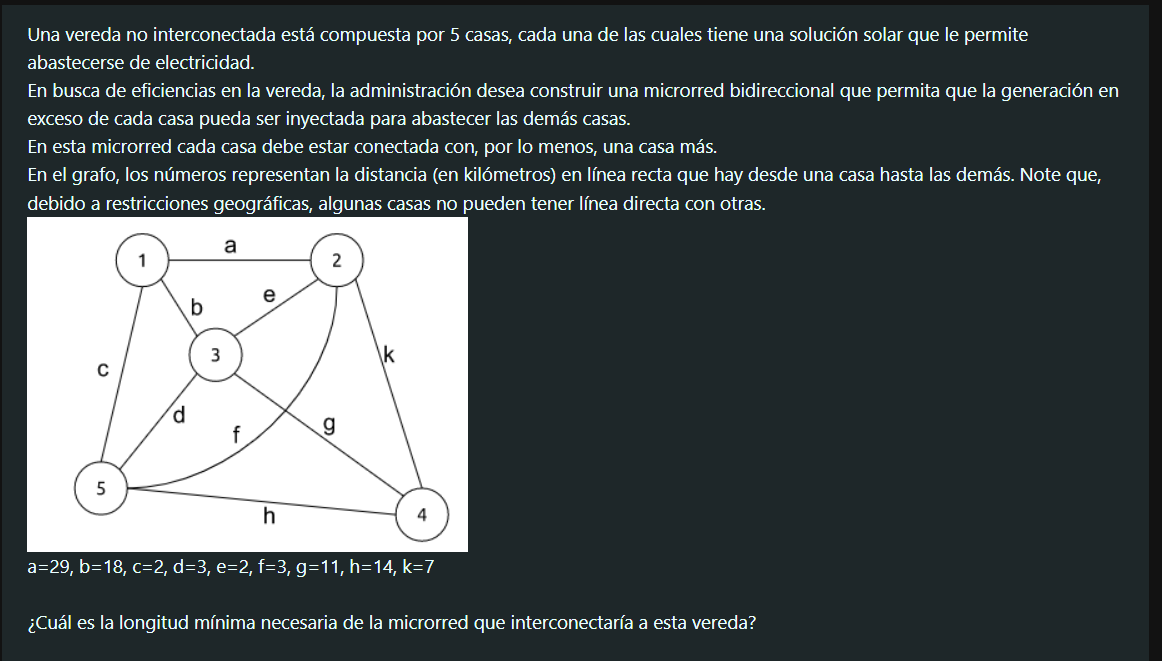 Una vereda no interconectada está compuesta por 5 casas, cada una de las cuales tiene una solución solar que le permite
abastecerse de electricidad.
En busca de eficiencias en la vereda, la administración desea construir una microrred bidireccional que permita que la generación en
exceso de cada casa pueda ser inyectada para abastecer las demás casas.
En esta microrred cada casa debe estar conectada con, por lo menos, una casa más.
En el grafo, los números representan la distancia (en kilómetros) en línea recta que hay desde una casa hasta las demás. Note que,
debido a restricciones geográficas, algunas casas no pueden tener línea directa con otras.
a
1
2
e
b
3
k
c
d
g
f
5
h
4
a=29, b=18, c=2, d=3, e=2, f=3, g=11, h=14, k=7
¿Cuál es la longitud mínima necesaria de la microrred que interconectaría a esta vereda?